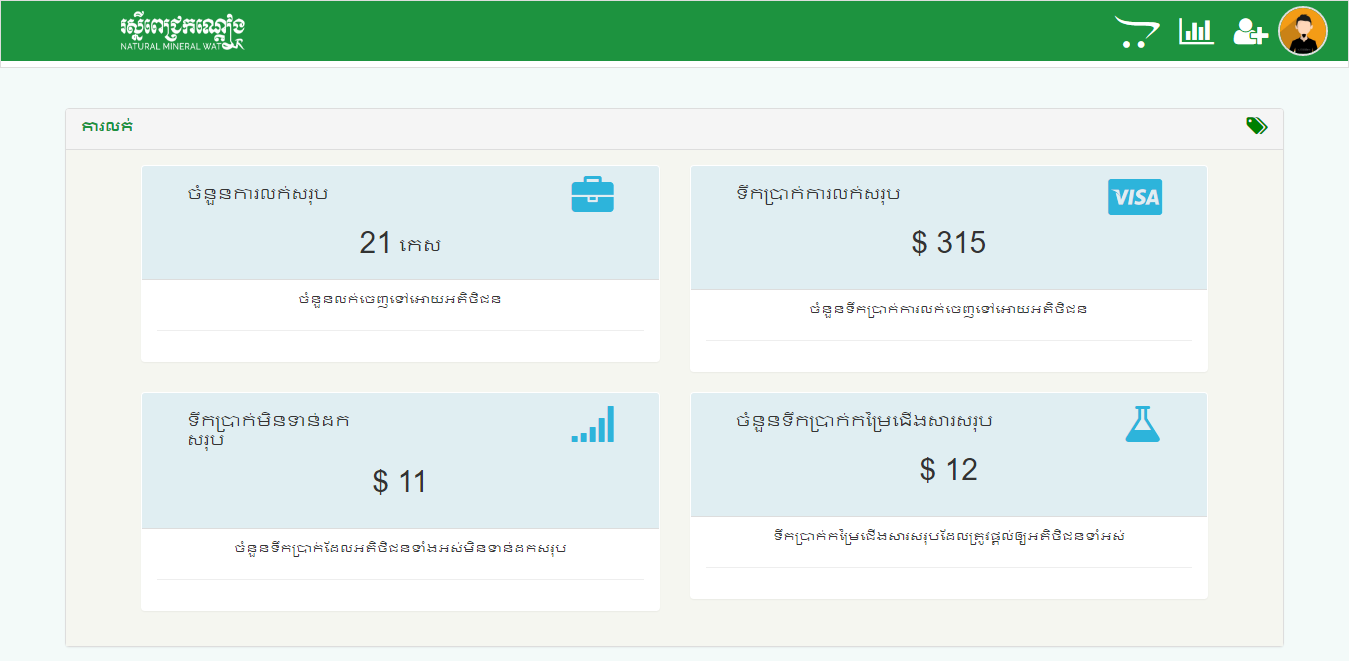 រស្មីពេជ្រកណ្តៀង
NATURAL MINERAL WAT
ការលក់
ចំនួនការលក់សរុប
21 កេស
ចំនួនលក់ចេញទៅអោយអតិថិជន
ទឹកប្រាក់ការលក់សរុប
VISA
$ 315
ចំនួនទឹកប្រាក់ការលក់ចេញទៅអោយអតិថិជន
ទឹកប្រាក់មិនទាន់ដក
សរុប
$ 11
ចំនួនទឹកប្រាក់ដែលអតិថិជនទាំងអស់មិនទាន់ដកសរុប
ចំនួនទឹកប្រាក់កម្រៃជើងសារសរុប
$ 12
ទឹកប្រាក់កម្រៃជើងសារសរុបដែលត្រូវផ្តល់ឲ្យអតិថិជនទាំអស់